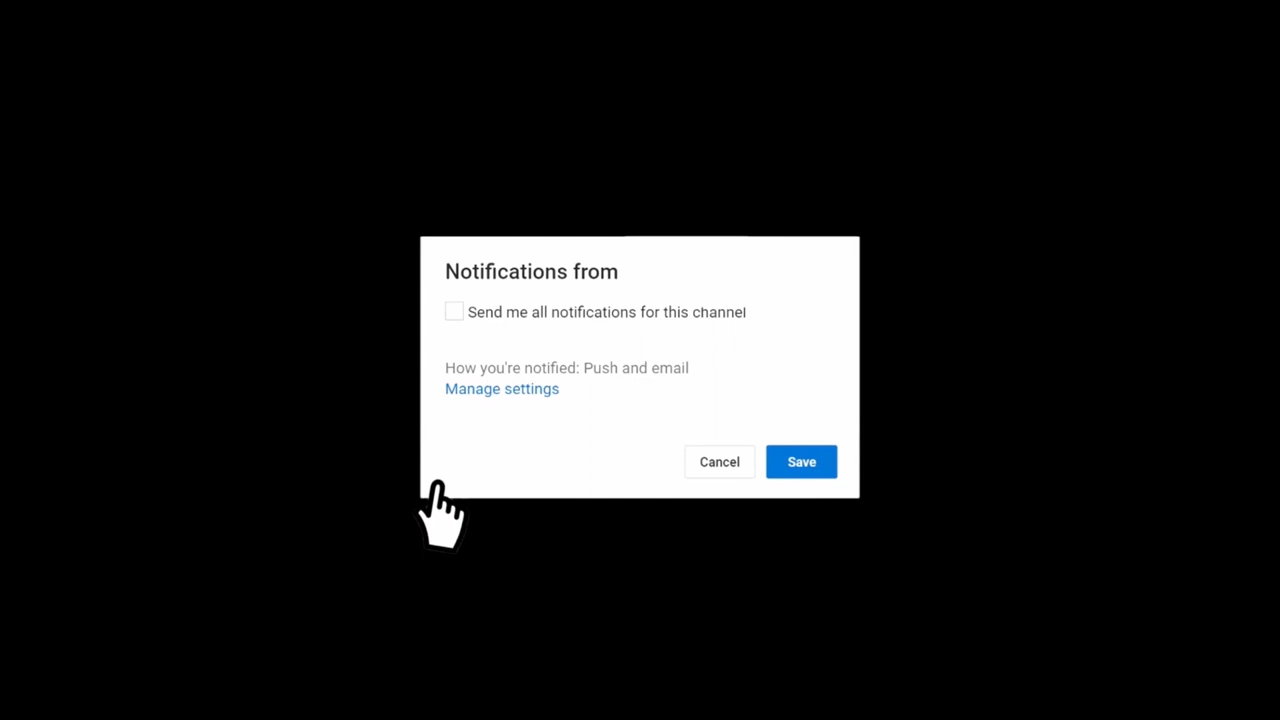 Notifications from
Send me all notifications for this channel
How you're notified: Push and email
Manage settings
Cancel Save